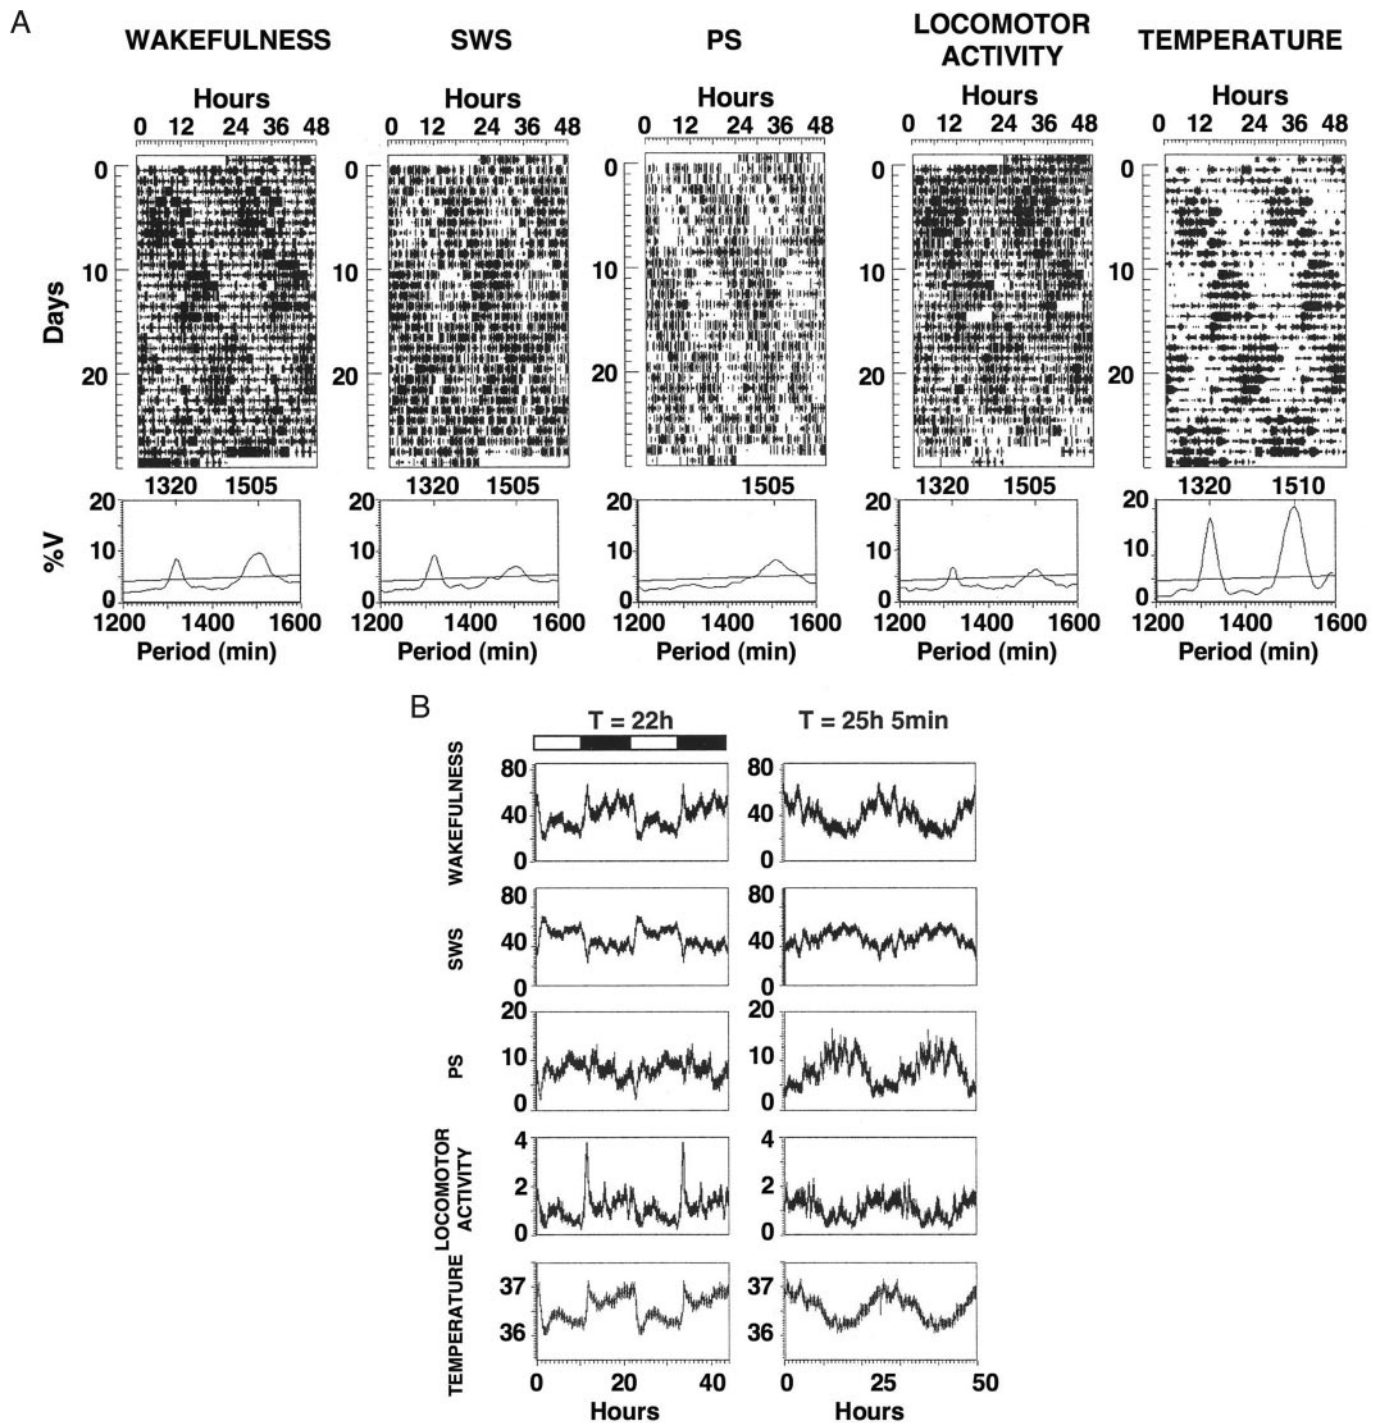 A
WAKEFULNESS SWS PS LOCOMOTOR ACTIVITY TEMPERATURE
Hours Hours Hours Hours Hours
0 12 24 36 48 0 12 24 36 48 0 12 24 36 48 0 12 24 36 48 0 12 24 36 48
Days
0 0 0 0 0
10 10 10 10 10
20 20 20 20 20
1320 1505 1320 1505 1505 1320 1505 1320 1510
%V
20 20 20 20 20
10 10 10 10 10
0 0 0 0 0
1200 1400 1600 1200 1400 1600 1200 1400 1600 1200 1400 1600 1200 1400 1600
Period (min) Period (min) Period (min) Period (min) Period (min)
B
T = 22h T = 25h 5min
WAKEFULNESS
80 80
40 40
0 0
SWS
80 80
40 40
0 0
PS
20 20
10 10
0 0
LOCOMOTOR
ACTIVITY
4 4
2 2
0 0
TEMPERATURE
37 37
36 36
0 20 40 0 25 50
Hours Hours